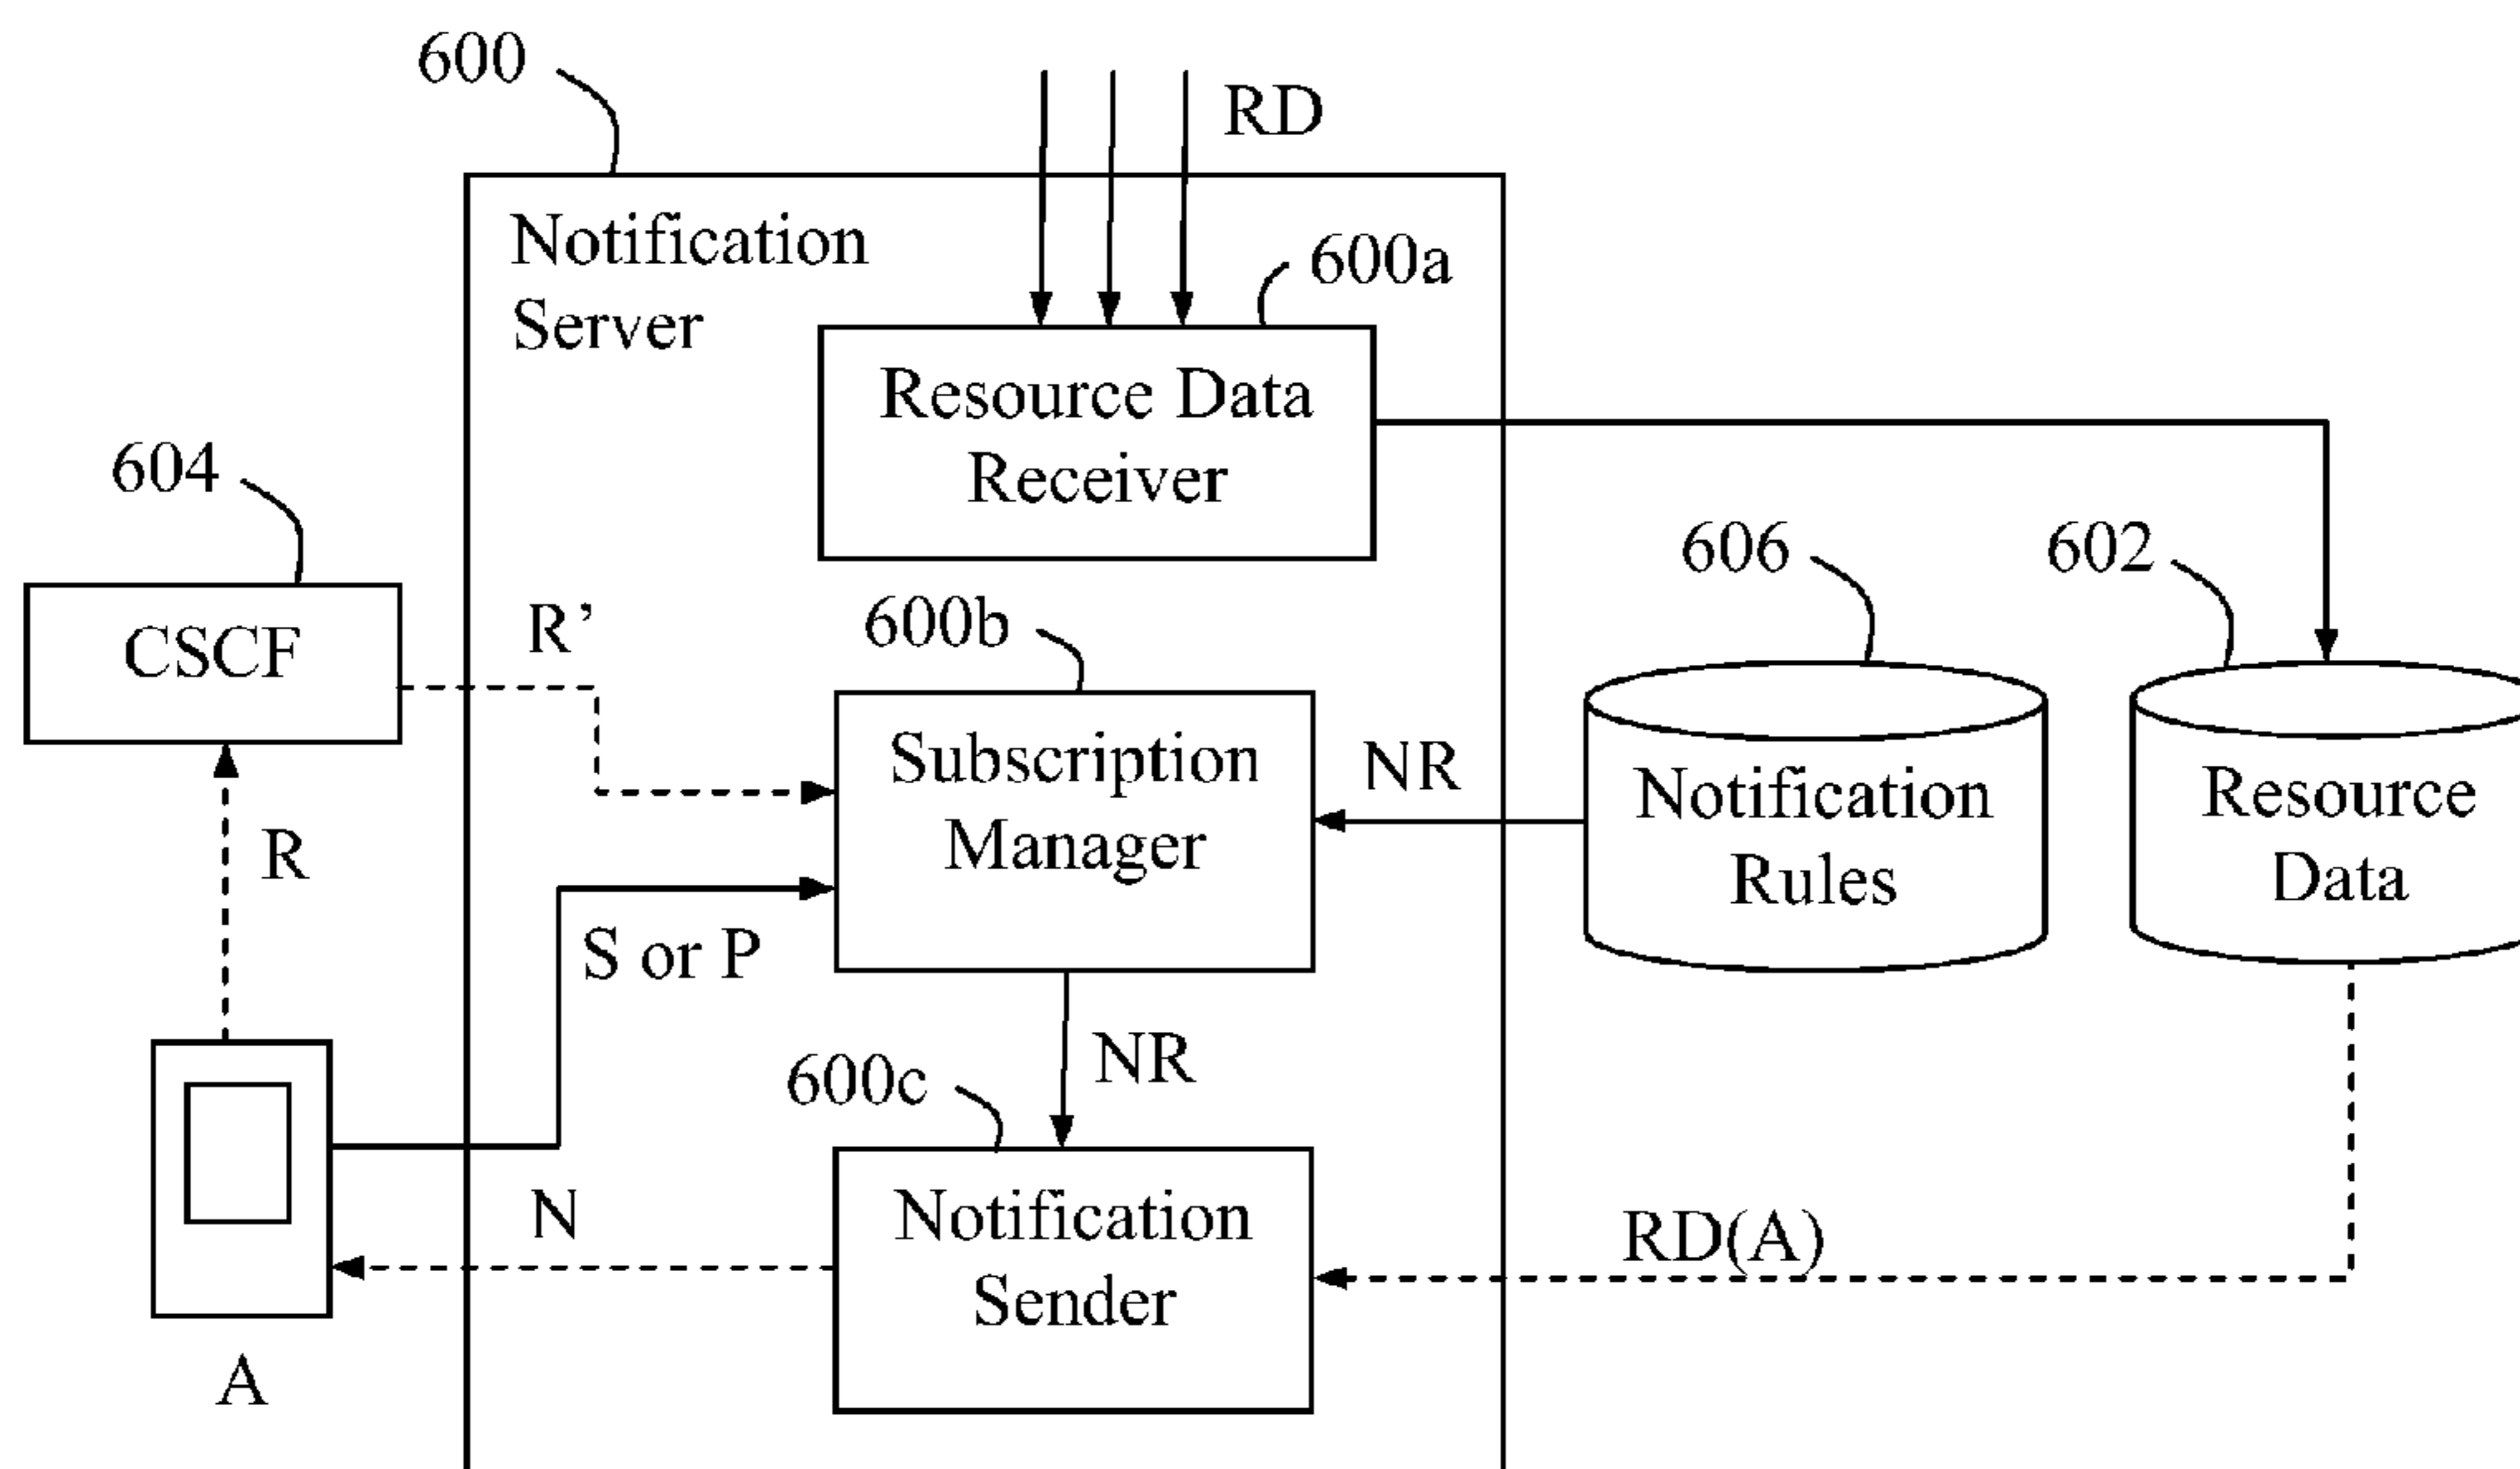 600
RD
Notification
Server
600a
Resource Data
Receiver
604
606
602
CSCF
R’
600b
Subscription
Manager
NR
Notification
Rules
Resource
Data
R
S or P
NR
600c
N
Notification
Sender
RD(A)
A